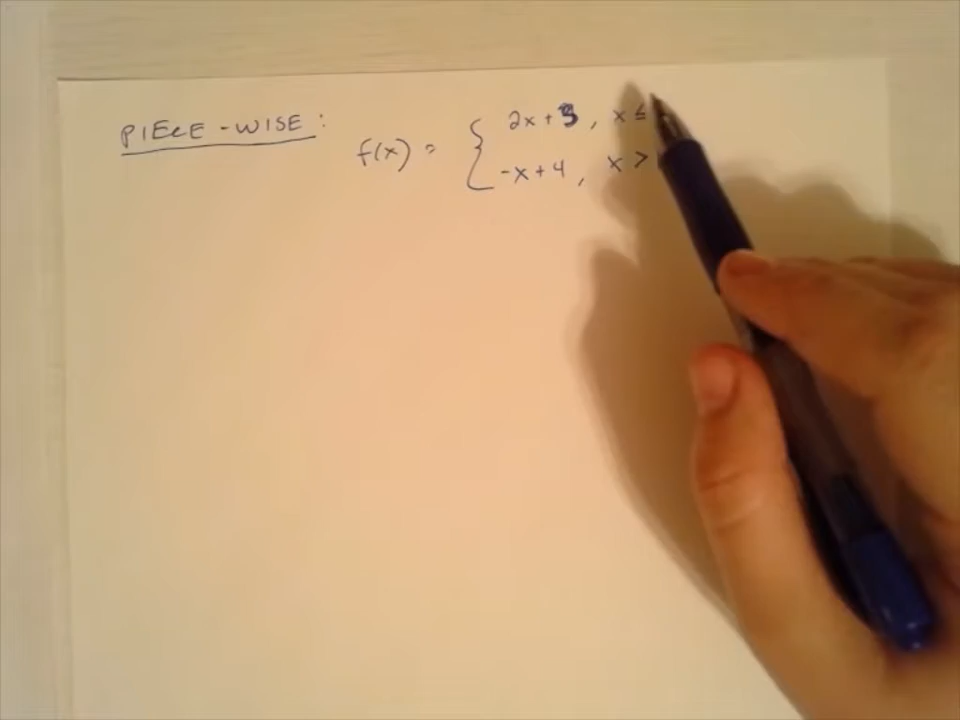 PIECE-WISE:
f(x) = { 2x+3, x ≤
-x+4, x >